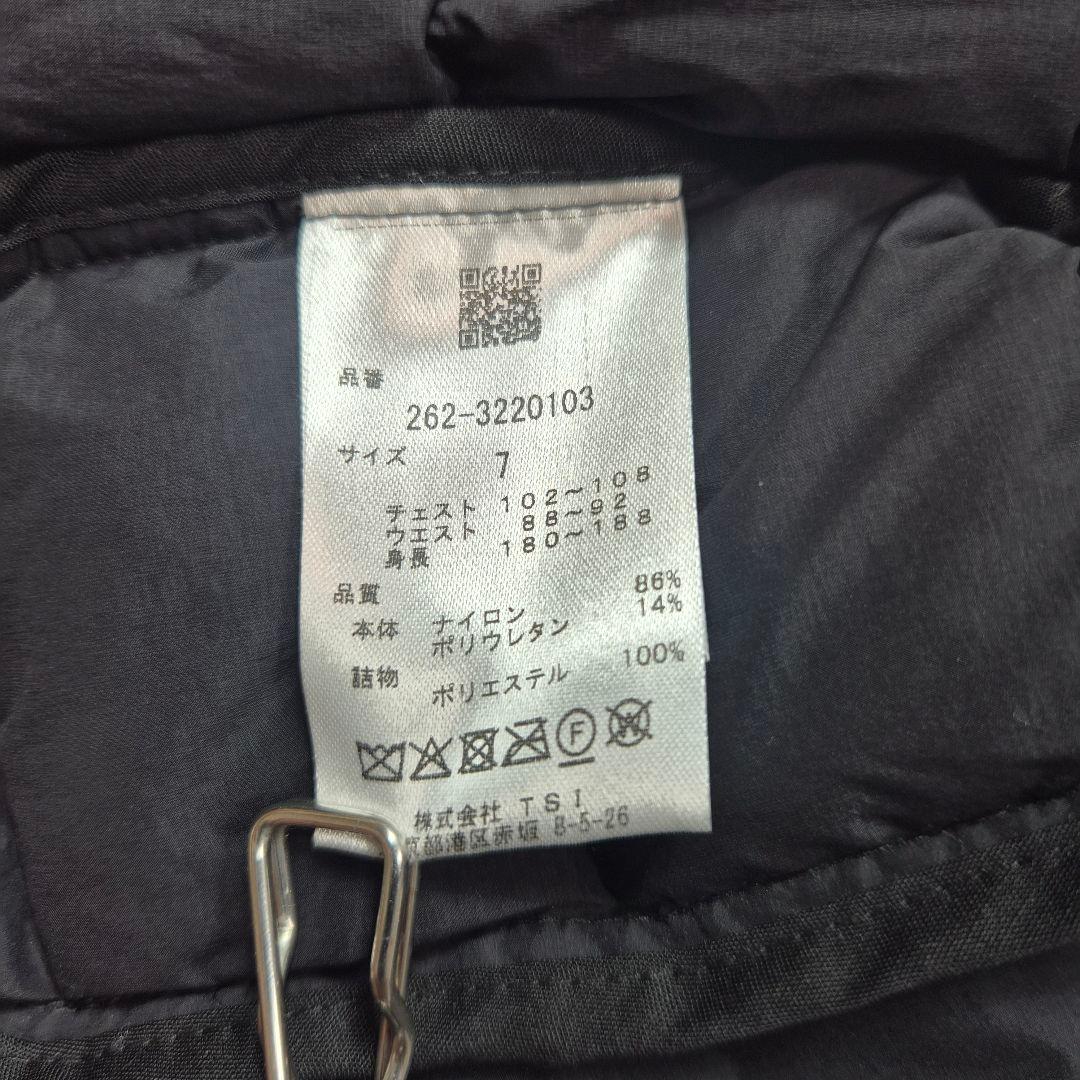 品番
262-3220103
サイズ 7
チェスト 102~108
ウエスト 88~92
身長 180~188
品質
本体 ナイロン 86%
ポリウレタン 14%
詰物 ポリエステル 100%
F
W
株式会社 TSI
京都港区赤坂 8-5-26